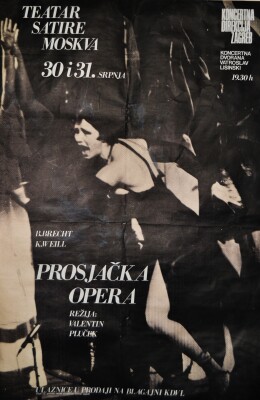 TEATAR
SATIRE
MOSKVA
30 i 31. SRPNJA
KONCERTNA
DIREKCIJA
ZAGREB
KONCERTNA
DVORANA
VATROSLAV
LISINSKI
19.30 h
B.BRECHT
K.WEILL
PROSJAČKA
OPERA
REŽIJA:
VALENTIN
PLUČEK
ULAZNICE U PRODAJI NA BLAGAJNI KDVL